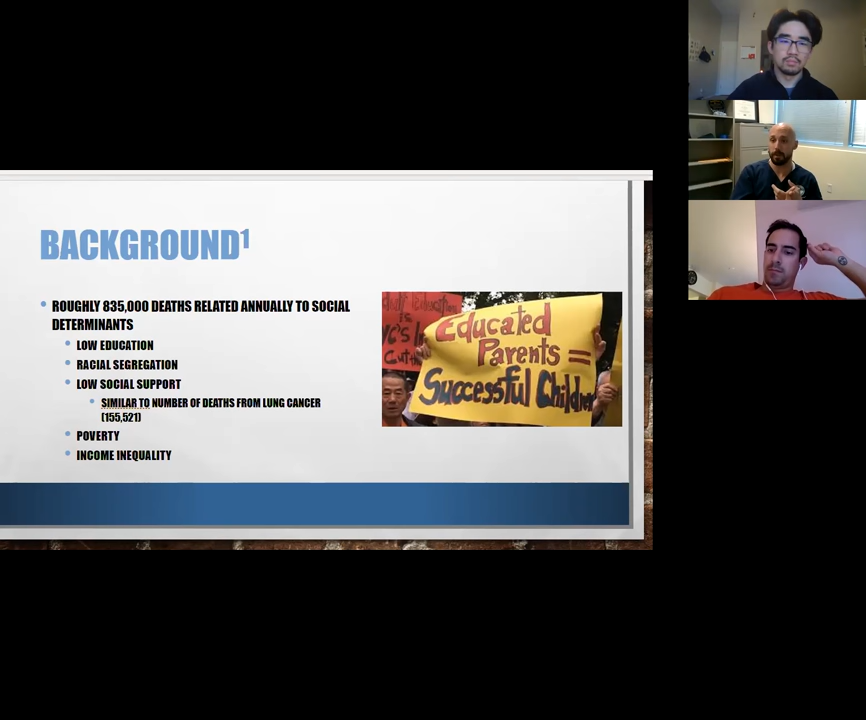 BACKGROUND¹
ROUGHLY 835,000 DEATHS RELATED ANNUALLY TO SOCIAL
DETERMINANTS
LOW EDUCATION
RACIAL SEGREGATION
LOW SOCIAL SUPPORT
SIMILAR TO NUMBER OF DEATHS FROM LUNG CANCER
(155,521)
POVERTY
INCOME INEQUALITY
is
Educated
Parents =
Successful Children